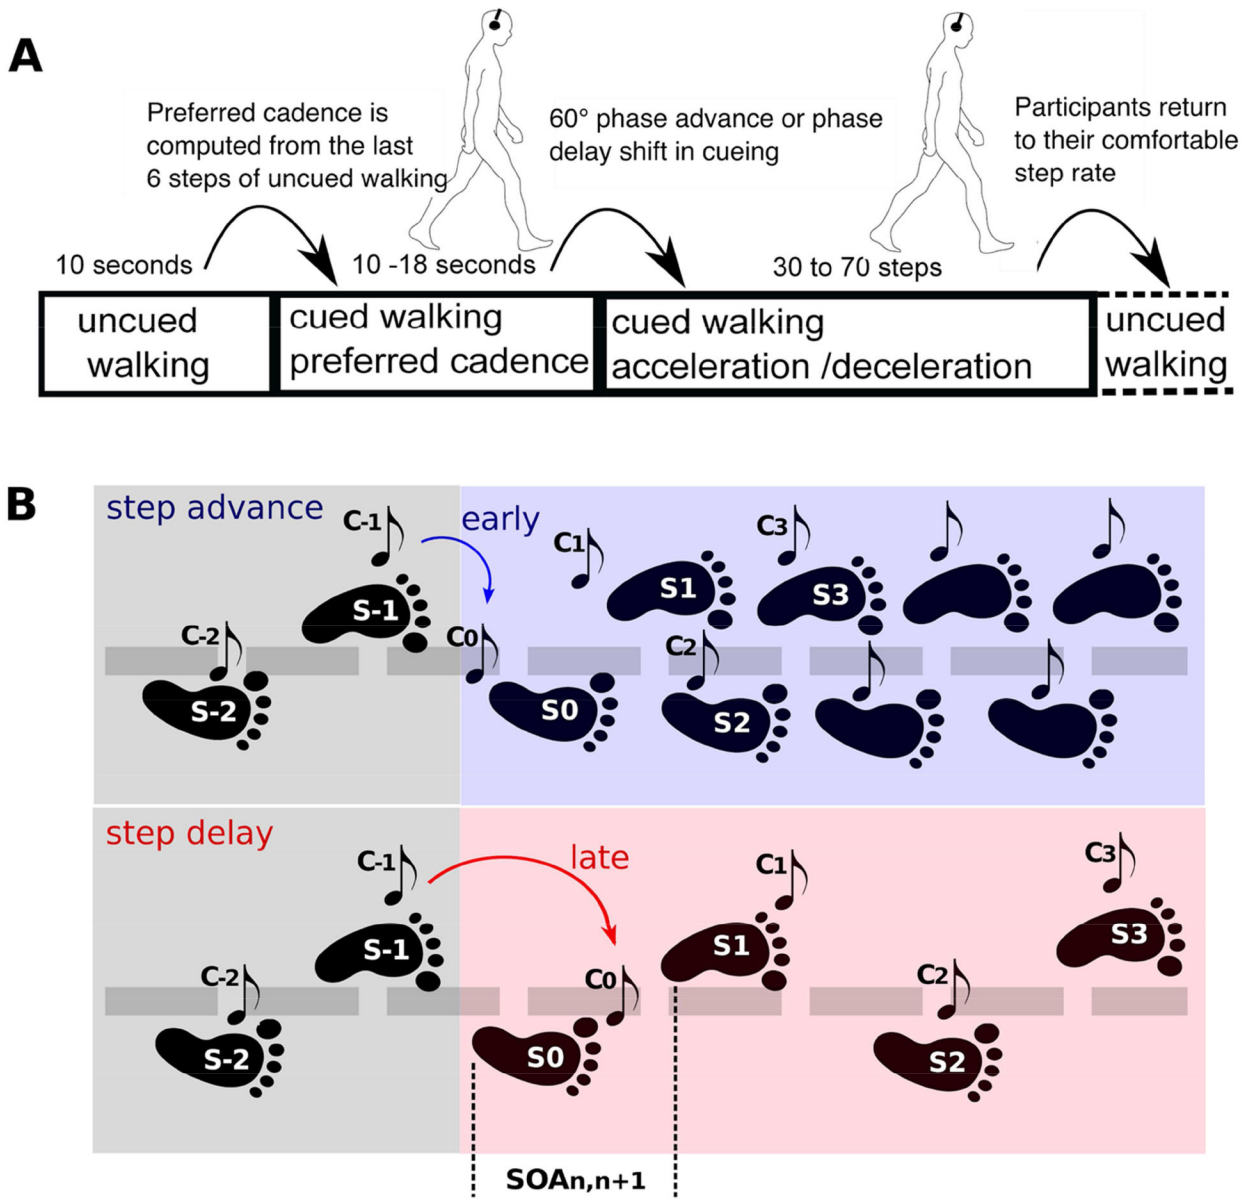 A
Preferred cadence is
computed from the last
6 steps of uncued walking
60° phase advance or phase
delay shift in cueing
Participants return
to their comfortable
step rate
10 seconds
10 -18 seconds
30 to 70 steps
uncued
walking
cued walking
preferred cadence
cued walking
acceleration /deceleration
uncued
walking
B
step advance
early
C-2
C-1
C0
C1
C2
C3
S-2
S-1
S0
S1
S2
S3
step delay
late
C-2
C-1
C0
C1
C2
C3
S-2
S-1
S0
S1
S2
S3
SOAn,n+1